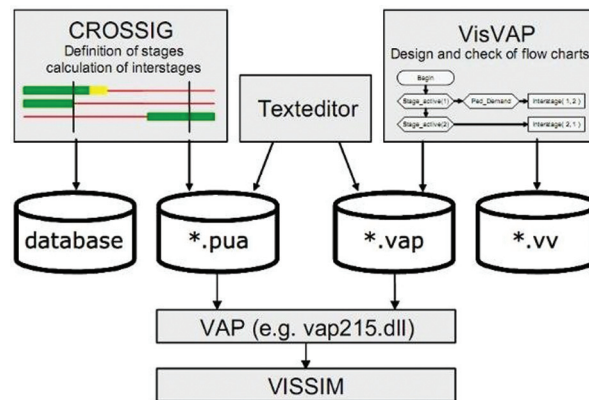 CROSSIG
Definition of stages
calculation of interstages
VisVAP
Design and check of flow charts
Begin
Stage_active(1)
Ped_Demand
Interstage( 1, 2 )
Stage_active(2)
Interstage( 2, 1 )
Texteditor
database
*.pua
*.vap
*.vv
VAP (e.g. vap215.dll)
VISSIM